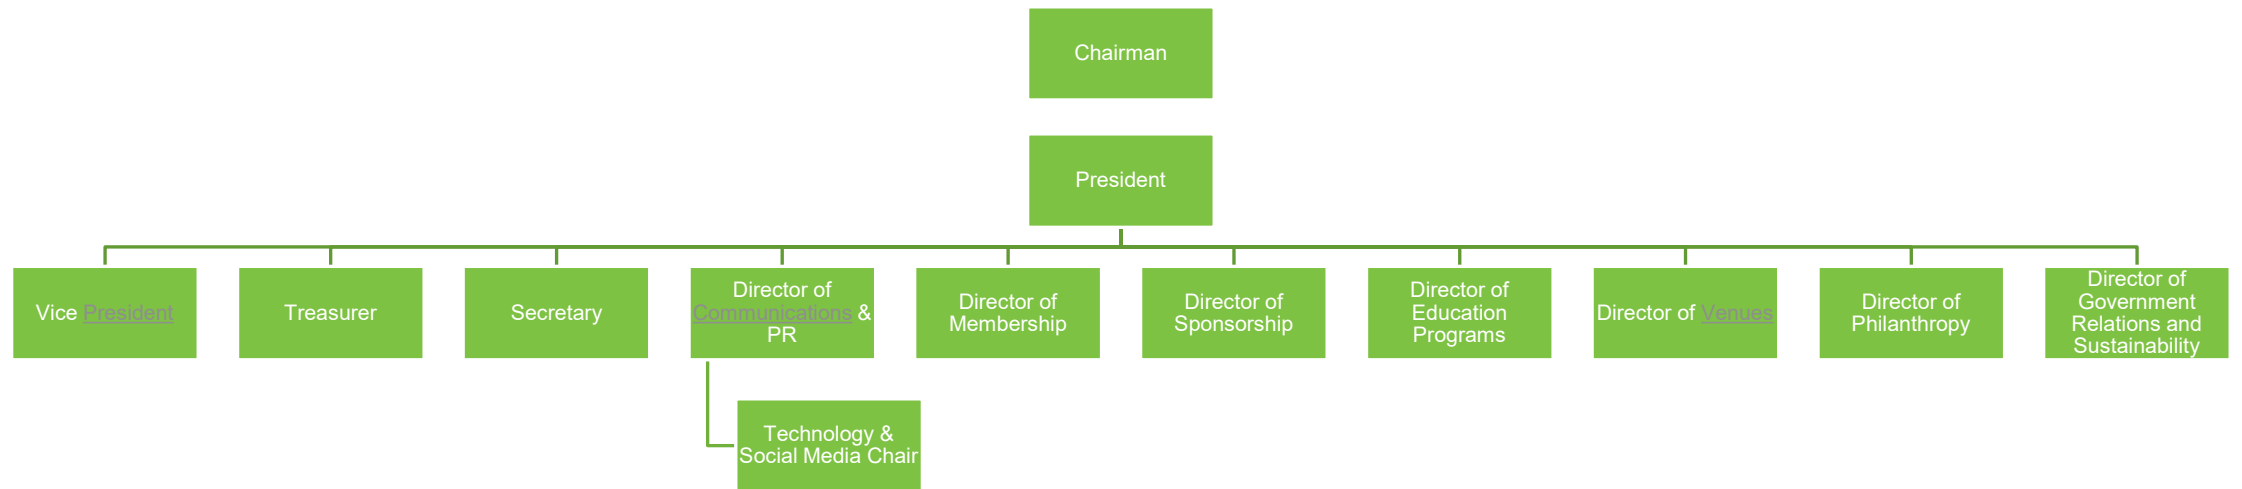 Chairman
President
Vice President
Treasurer
Secretary
Director of
Communications &
PR
Director of
Membership
Director of
Sponsorship
Director of
Education
Programs
Director of Venues
Director of
Philanthropy
Director of
Government
Relations and
Sustainability
Technology &
Social Media Chair